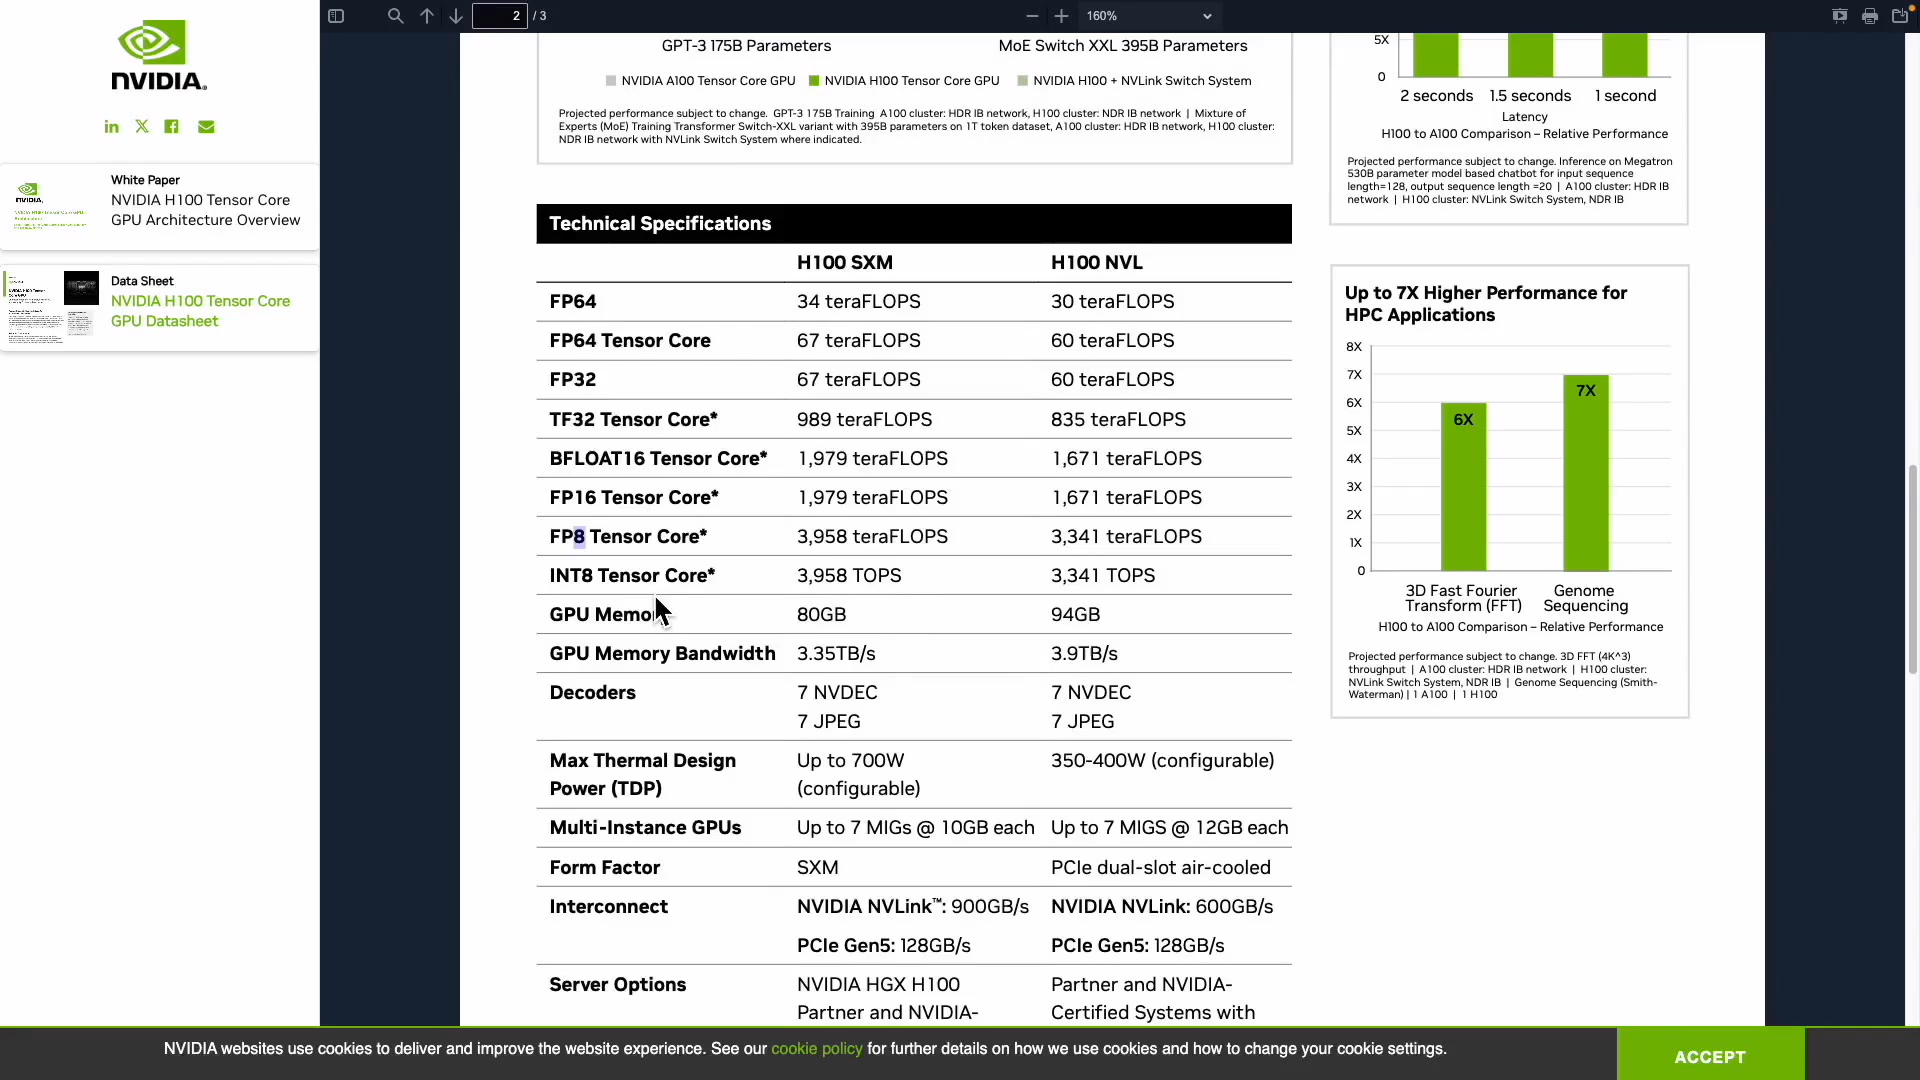 2 / 3
160%
NVIDIA.
White Paper
NVIDIA H100 Tensor Core
GPU Architecture Overview
Data Sheet
NVIDIA H100 Tensor Core
GPU Datasheet
GPT-3 175B Parameters MoE Switch XXL 395B Parameters
NVIDIA A100 Tensor Core GPU NVIDIA H100 Tensor Core GPU NVIDIA H100 + NVLink Switch System
Projected performance subject to change. GPT-3 175B Training A100 cluster: HDR IB network, H100 cluster: NDR IB network | Mixture of
Experts (MoE) Training Transformer Switch-XXL variant with 395B parameters on 1T token dataset, A100 cluster: HDR IB network, H100 cluster:
NDR IB network with NVLink Switch System where indicated.
Technical Specifications
H100 SXM H100 NVL
FP64 34 teraFLOPS 30 teraFLOPS
FP64 Tensor Core 67 teraFLOPS 60 teraFLOPS
FP32 67 teraFLOPS 60 teraFLOPS
TF32 Tensor Core* 989 teraFLOPS 835 teraFLOPS
BFLOAT16 Tensor Core* 1,979 teraFLOPS 1,671 teraFLOPS
FP16 Tensor Core* 1,979 teraFLOPS 1,671 teraFLOPS
FP8 Tensor Core* 3,958 teraFLOPS 3,341 teraFLOPS
INT8 Tensor Core* 3,958 TOPS 3,341 TOPS
GPU Memo 80GB 94GB
GPU Memory Bandwidth 3.35TB/s 3.9TB/s
Decoders 7 NVDEC 7 NVDEC
7 JPEG 7 JPEG
Max Thermal Design Up to 700W 350-400W (configurable)
Power (TDP) (configurable)
Multi-Instance GPUs Up to 7 MIGs @ 10GB each Up to 7 MIGS @ 12GB each
Form Factor SXM PCIe dual-slot air-cooled
Interconnect NVIDIA NVLink™: 900GB/s NVIDIA NVLink: 600GB/s
PCIe Gen5: 128GB/s PCIe Gen5: 128GB/s
Server Options NVIDIA HGX H100 Partner and NVIDIA-
Partner and NVIDIA- Certified Systems with
5X
0
2 seconds 1.5 seconds 1 second
Latency
H100 to A100 Comparison – Relative Performance
Projected performance subject to change. Inference on Megatron
530B parameter model based chatbot for input sequence
length=128, output sequence length =20 | A100 cluster: HDR IB
network | H100 cluster: NVLink Switch System, NDR IB
Up to 7X Higher Performance for
HPC Applications
8X
7X
6X
5X
4X
3X
2X
1X
0
6X
7X
3D Fast Fourier Genome
Transform (FFT) Sequencing
H100 to A100 Comparison – Relative Performance
Projected performance subject to change. 3D FFT (4K^3)
throughput | A100 cluster: HDR IB network | H100 cluster:
NVLink Switch System, NDR IB | Genome Sequencing (Smith-
Waterman) | 1 A100 | 1 H100
NVIDIA websites use cookies to deliver and improve the website experience. See our cookie policy for further details on how we use cookies and how to change your cookie settings.
ACCEPT